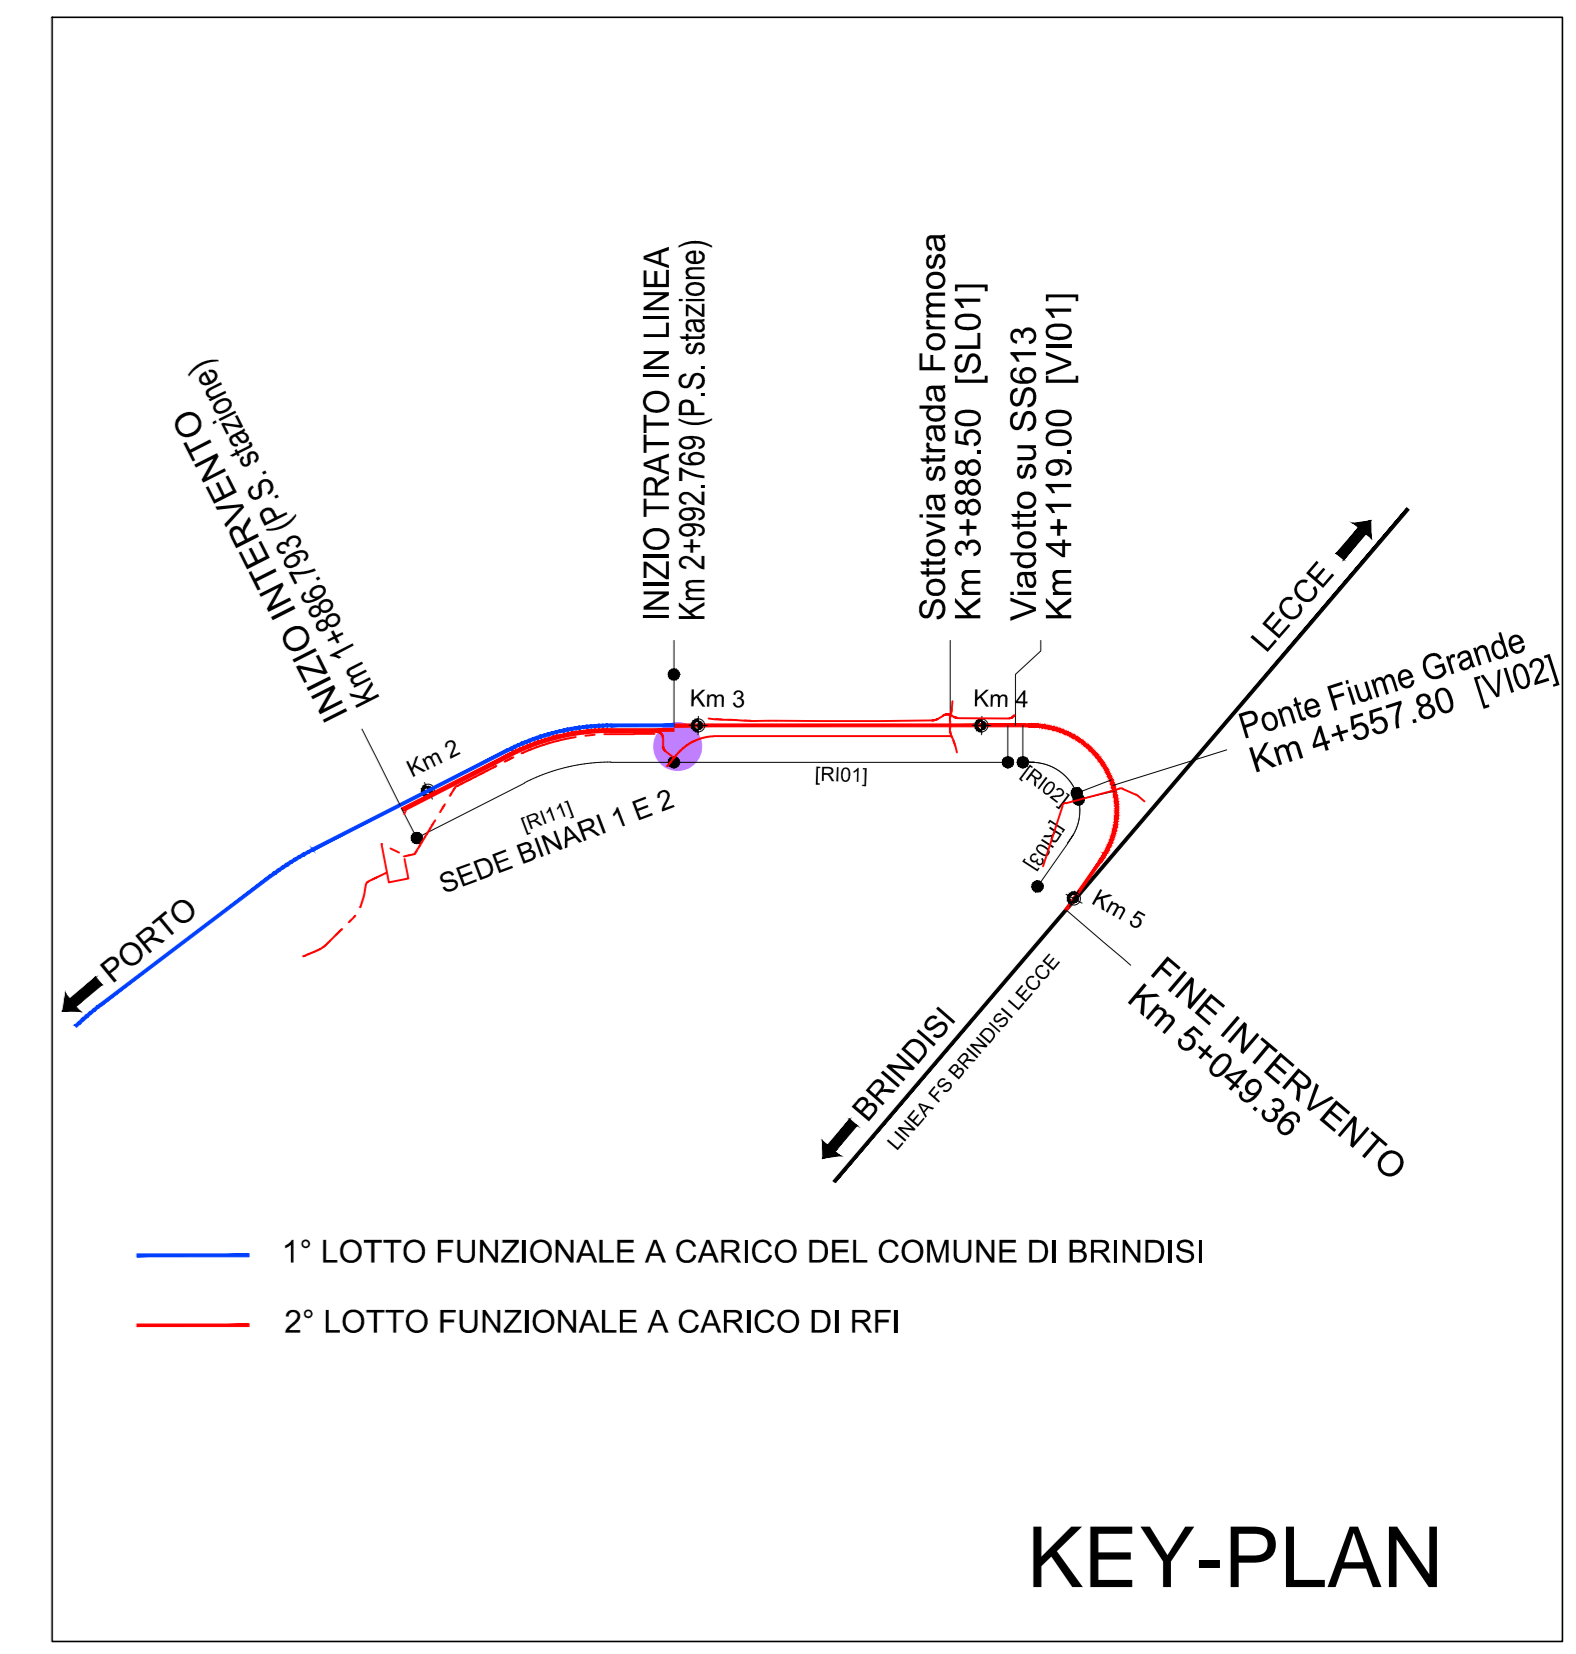 INIZIO INTERVENTO
Km 1+886.793 (P.S. stazione)
INIZIO TRATTO IN LINEA
Km 2+992.769 (P.S. stazione)
Sottovia strada Formosa
Km 3+888.50 [SL01]
Viadotto su SS613
Km 4+119.00 [VI01]
LECCE
Ponte Fiume Grande
Km 4+557.80 [VI02]
Km 2
Km 3
Km 4
[RI11]
SEDE BINARI 1 E 2
[RI01]
[RI02]
[RI03]
Km 5
PORTO
BRINDISI
LINEA FS BRINDISI LECCE
FINE INTERVENTO
Km 5+049.36
1° LOTTO FUNZIONALE A CARICO DEL COMUNE DI BRINDISI
2° LOTTO FUNZIONALE A CARICO DI RFI
KEY-PLAN